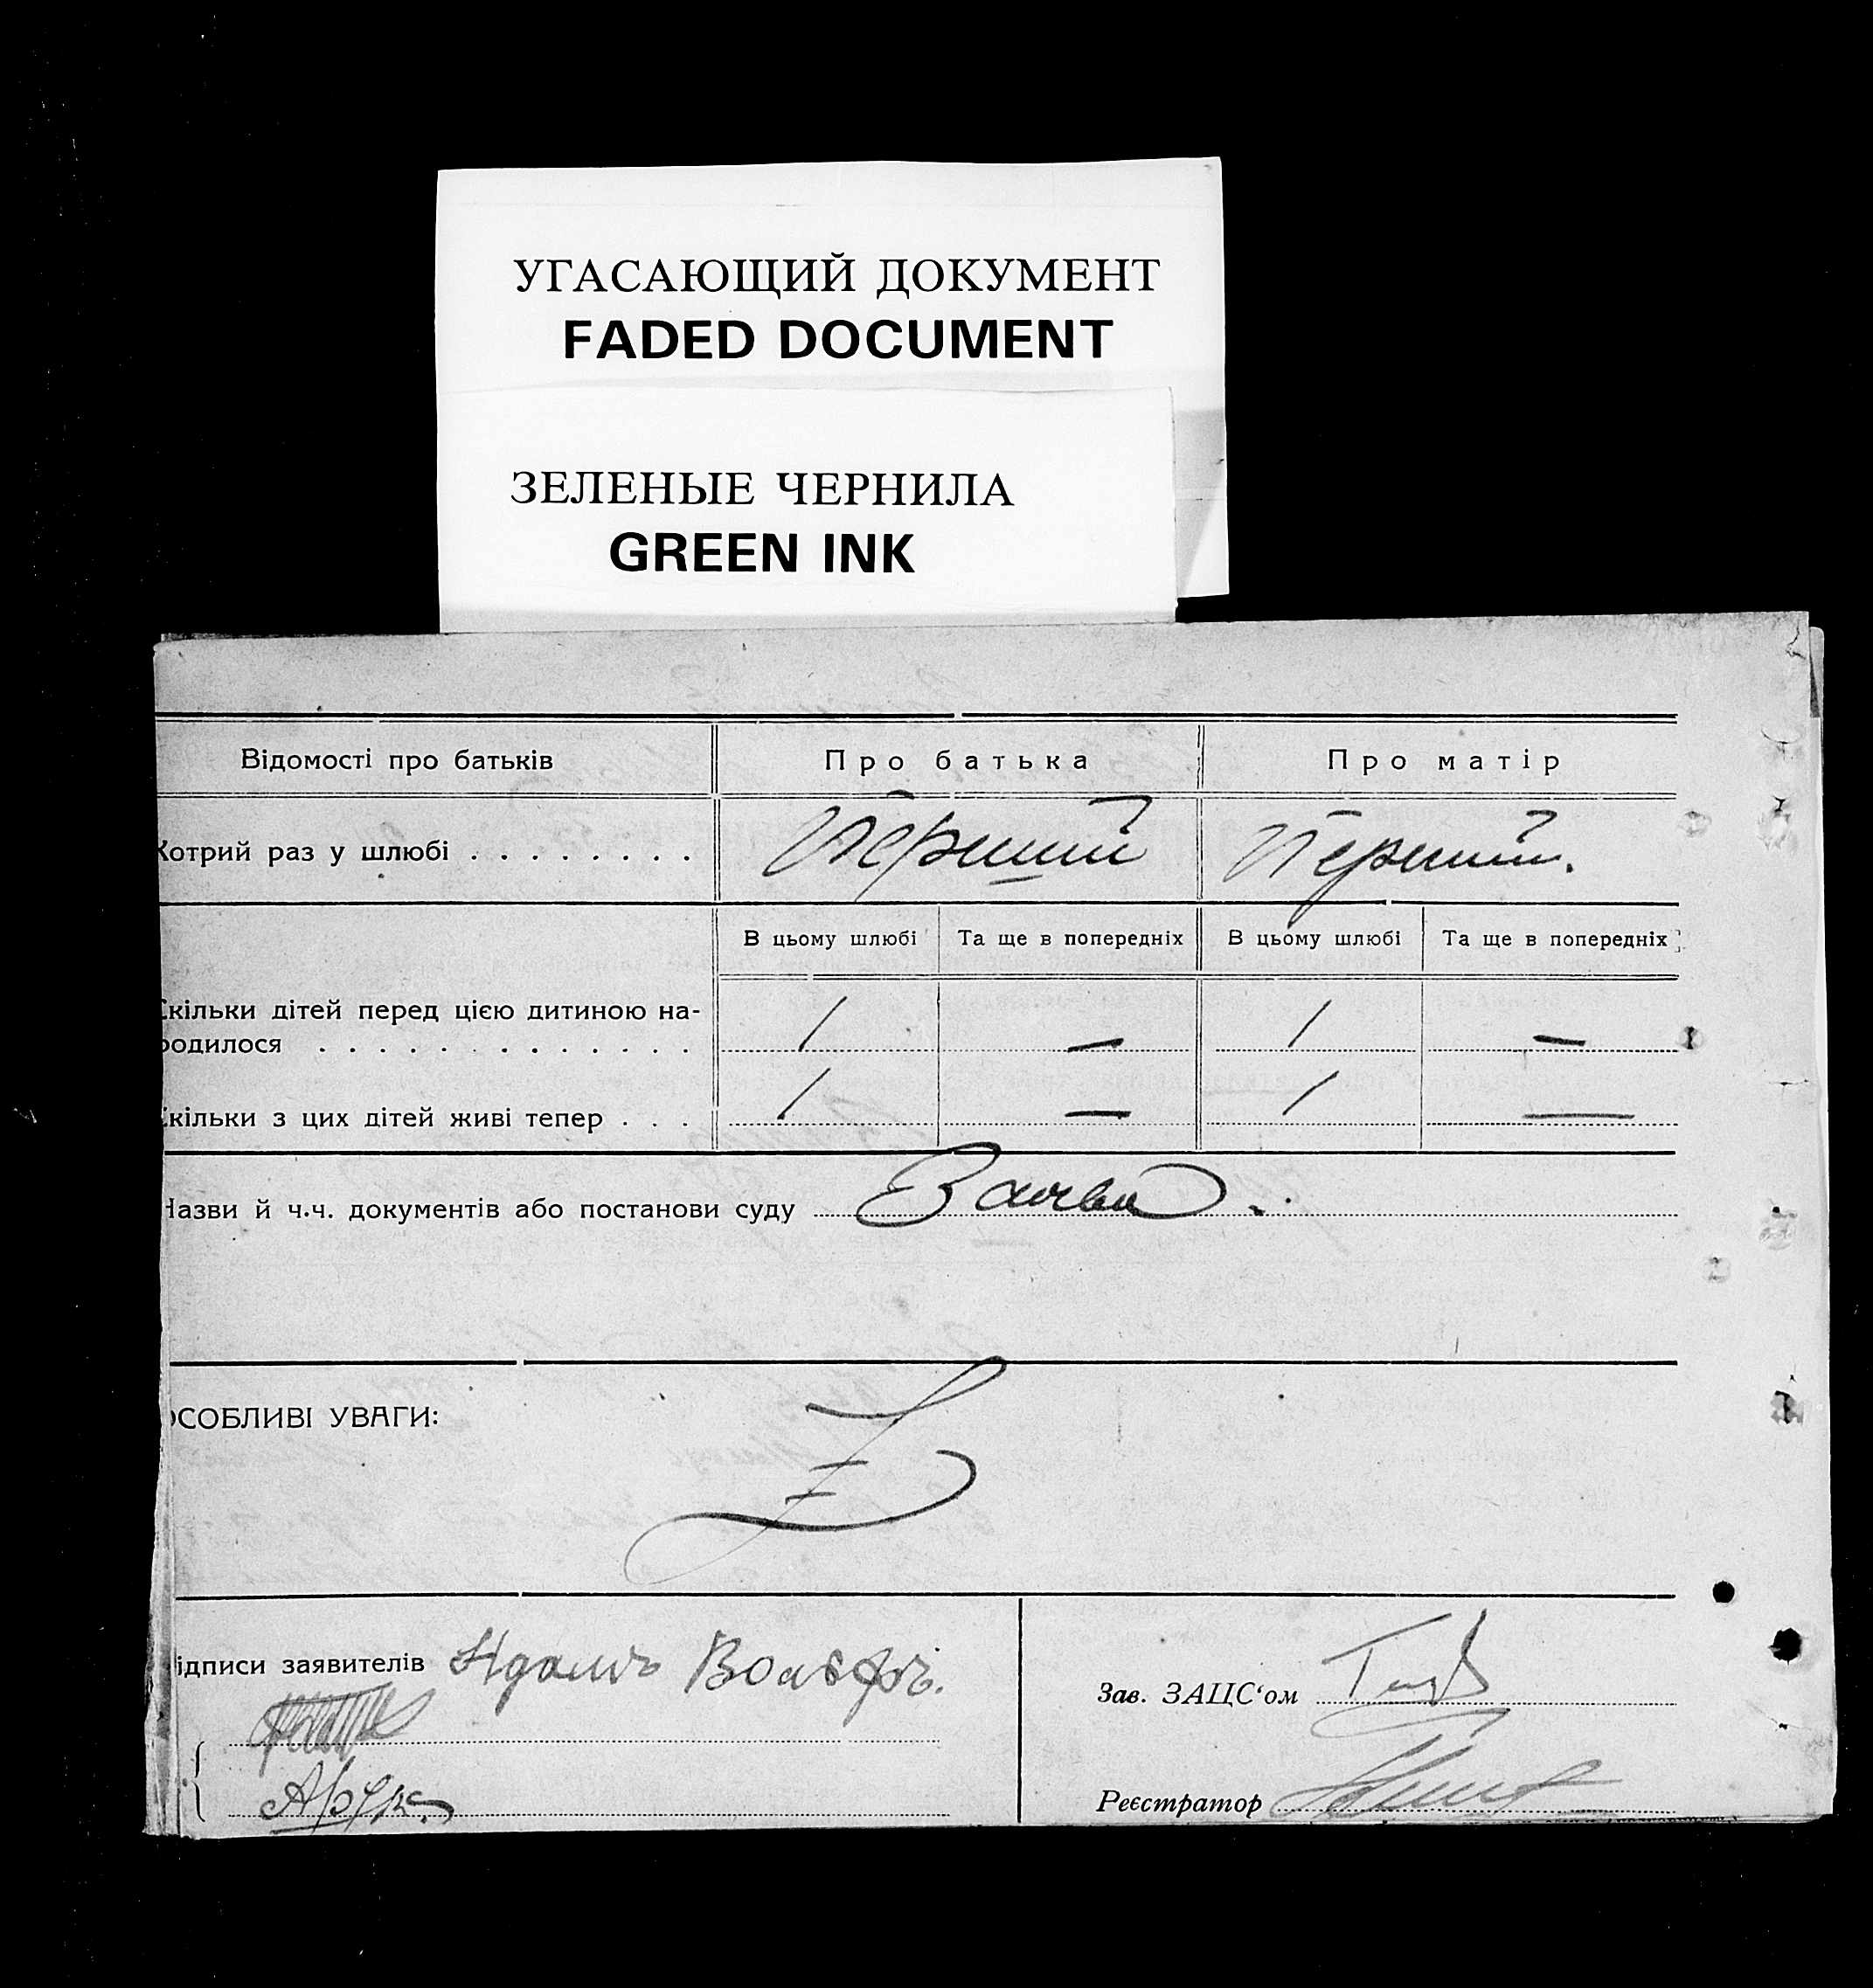 УГАСАЮЩИЙ ДОКУМЕНТ
FADED DOCUMENT
ЗЕЛЕНЫЕ ЧЕРНИЛА
GREEN INK
Відомості про батьків Про батька Про матір
Котрий раз у шлюбі . . . . . . . . Перший Перший.
В цьому шлюбі Та ще в попередніх В цьому шлюбі Та ще в попередніх
Скільки дітей перед цією дитиною на-
родилося . . . . . . . . . . . . . 1 — 1 —
Скільки з цих дітей живі тепер . . . 1 — 1 —
Назви й ч.ч. документів або постанови суду Заява.
ОСОБЛИВІ УВАГИ:
Підписи заявителів Адамъ Вольфъ.
Зав. ЗАЦС‘ом
Реєстратор